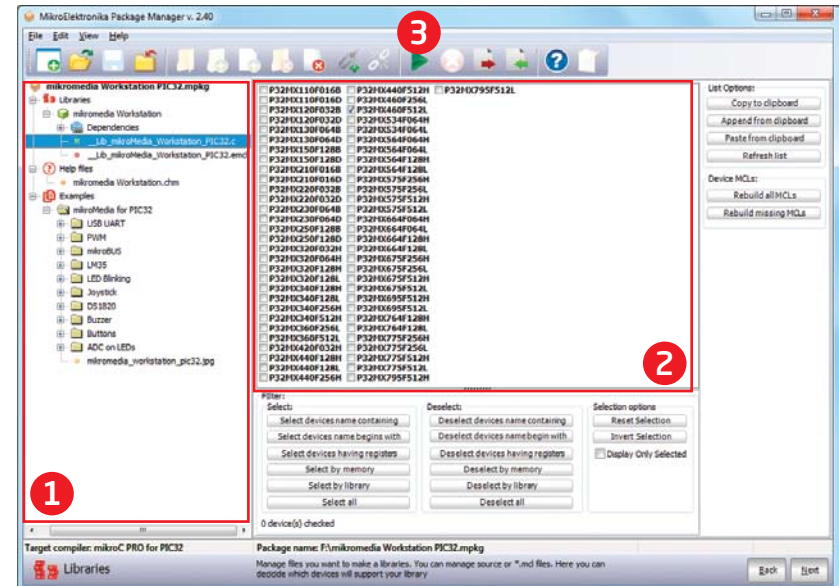 MikroElektronika Package Manager v. 2.40
File Edit View Help
3
mikromedia Workstation PIC32.mpkg
Libraries
mikromedia Workstation
Dependencies
__Lib_mikroMedia_Workstation_PIC32.c
__Lib_mikroMedia_Workstation_PIC32.emd
Help files
mikromedia Workstation.chm
Examples
mikroMedia for PIC32
USB UART
PWM
mikroBUS
LM35
LED Blinking
Joystick
DS1820
Buzzer
Buttons
ADC on LEDs
mikromedia_workstation_pic32.jpg
1
P32MX110F016B P32MX440F512H P32MX795F512L
P32MX110F016D P32MX460F256L
P32MX120F032B P32MX460F512L
P32MX120F032D P32MX534F064H
P32MX130F064B P32MX534F064L
P32MX130F064D P32MX564F064H
P32MX150F128B P32MX564F064L
P32MX150F128D P32MX564F128H
P32MX210F016B P32MX564F128L
P32MX210F016D P32MX575F256H
P32MX220F032B P32MX575F256L
P32MX220F032D P32MX575F512H
P32MX230F064B P32MX575F512L
P32MX230F064D P32MX664F064H
P32MX250F128B P32MX664F064L
P32MX250F128D P32MX664F128H
P32MX320F032H P32MX664F128L
P32MX320F064H P32MX675F256H
P32MX320F128H P32MX675F256L
P32MX320F128L P32MX675F512H
P32MX340F128H P32MX675F512L
P32MX340F128L P32MX695F512H
P32MX340F256H P32MX695F512L
P32MX340F512H P32MX764F128H
P32MX360F256L P32MX764F128L
P32MX360F512L P32MX775F256H
P32MX420F032H P32MX775F256L
P32MX440F128H P32MX775F512H
P32MX440F128L P32MX775F512L
P32MX440F256H P32MX795F512H
2
List Options:
Copy to clipboard
Append from clipboard
Paste from clipboard
Refresh list
Device MCLs:
Rebuild all MCLs
Rebuild missing MCLs
Filter:
Select:
Select devices name containing
Select devices name begins with
Select devices having registers
Select by memory
Select by library
Select all
Deselect:
Deselect devices name containing
Deselect devices name begin with
Deselect devices having registers
Deselect by memory
Deselect by library
Deselect all
Selection options
Reset Selection
Invert Selection
Display Only Selected
0 device(s) checked
Target compiler: mikroC PRO for PIC32
Package name: F:\mikromedia Workstation PIC32.mpkg
Libraries
Manage files you want to make a libraries. You can manage source or *.md files. Here you can
decide which devices will support your library
Back Next